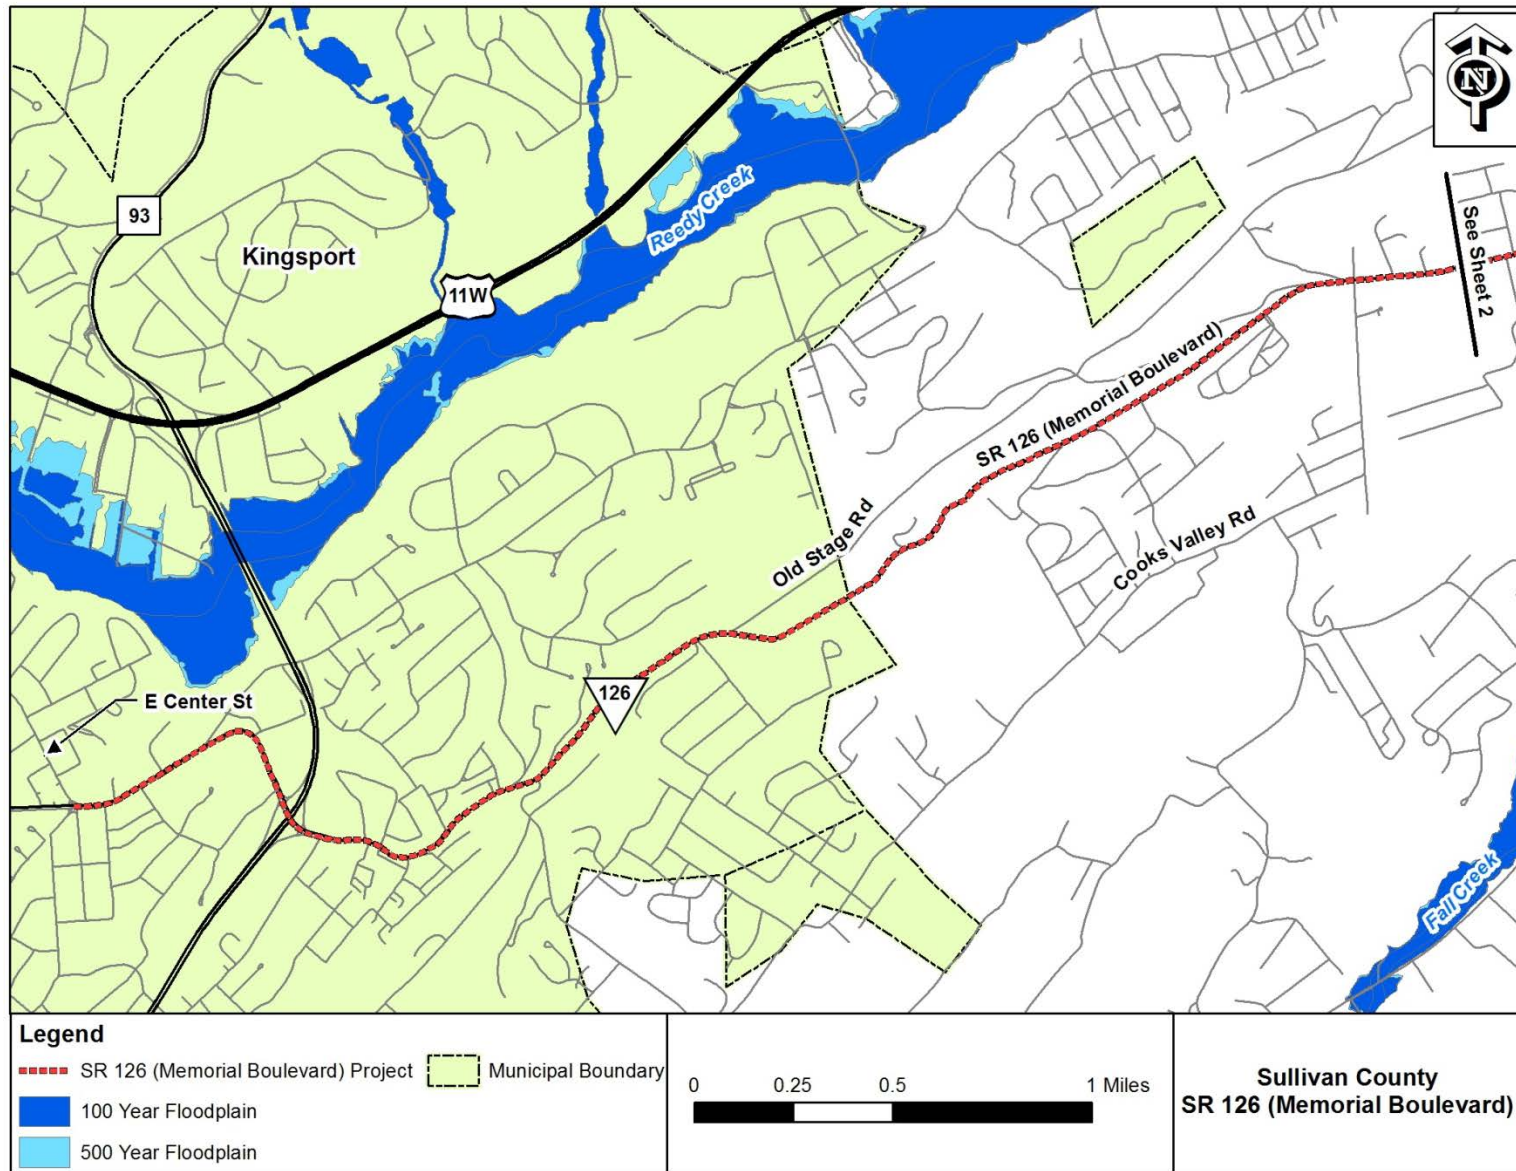 N
93
Kingsport
11W
Reedy Creek
See Sheet 2
SR 126 (Memorial Boulevard)
Old Stage Rd
Cooks Valley Rd
126
E Center St
Fall Creek
Legend
SR 126 (Memorial Boulevard) Project
Municipal Boundary
100 Year Floodplain
500 Year Floodplain
0 0.25 0.5 1 Miles
Sullivan County
SR 126 (Memorial Boulevard)